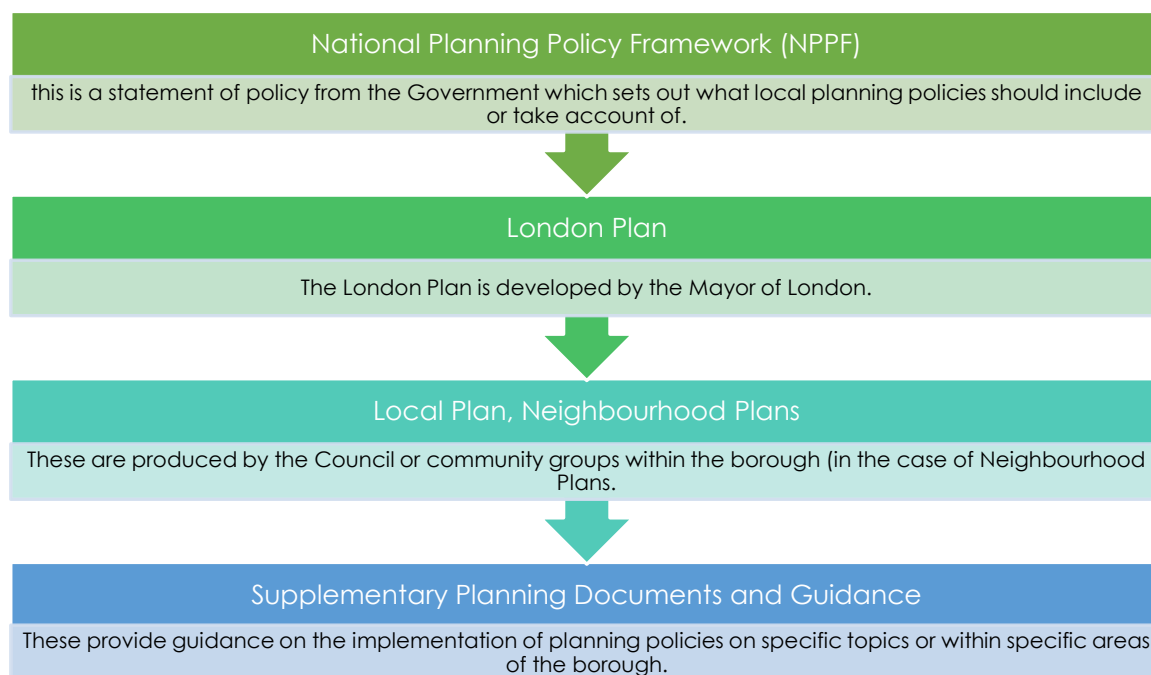 National Planning Policy Framework (NPPF)
this is a statement of policy from the Government which sets out what local planning policies should include
or take account of.
London Plan
The London Plan is developed by the Mayor of London.
Local Plan, Neighbourhood Plans
These are produced by the Council or community groups within the borough (in the case of Neighbourhood
Plans.
Supplementary Planning Documents and Guidance
These provide guidance on the implementation of planning policies on specific topics or within specific areas
of the borough.